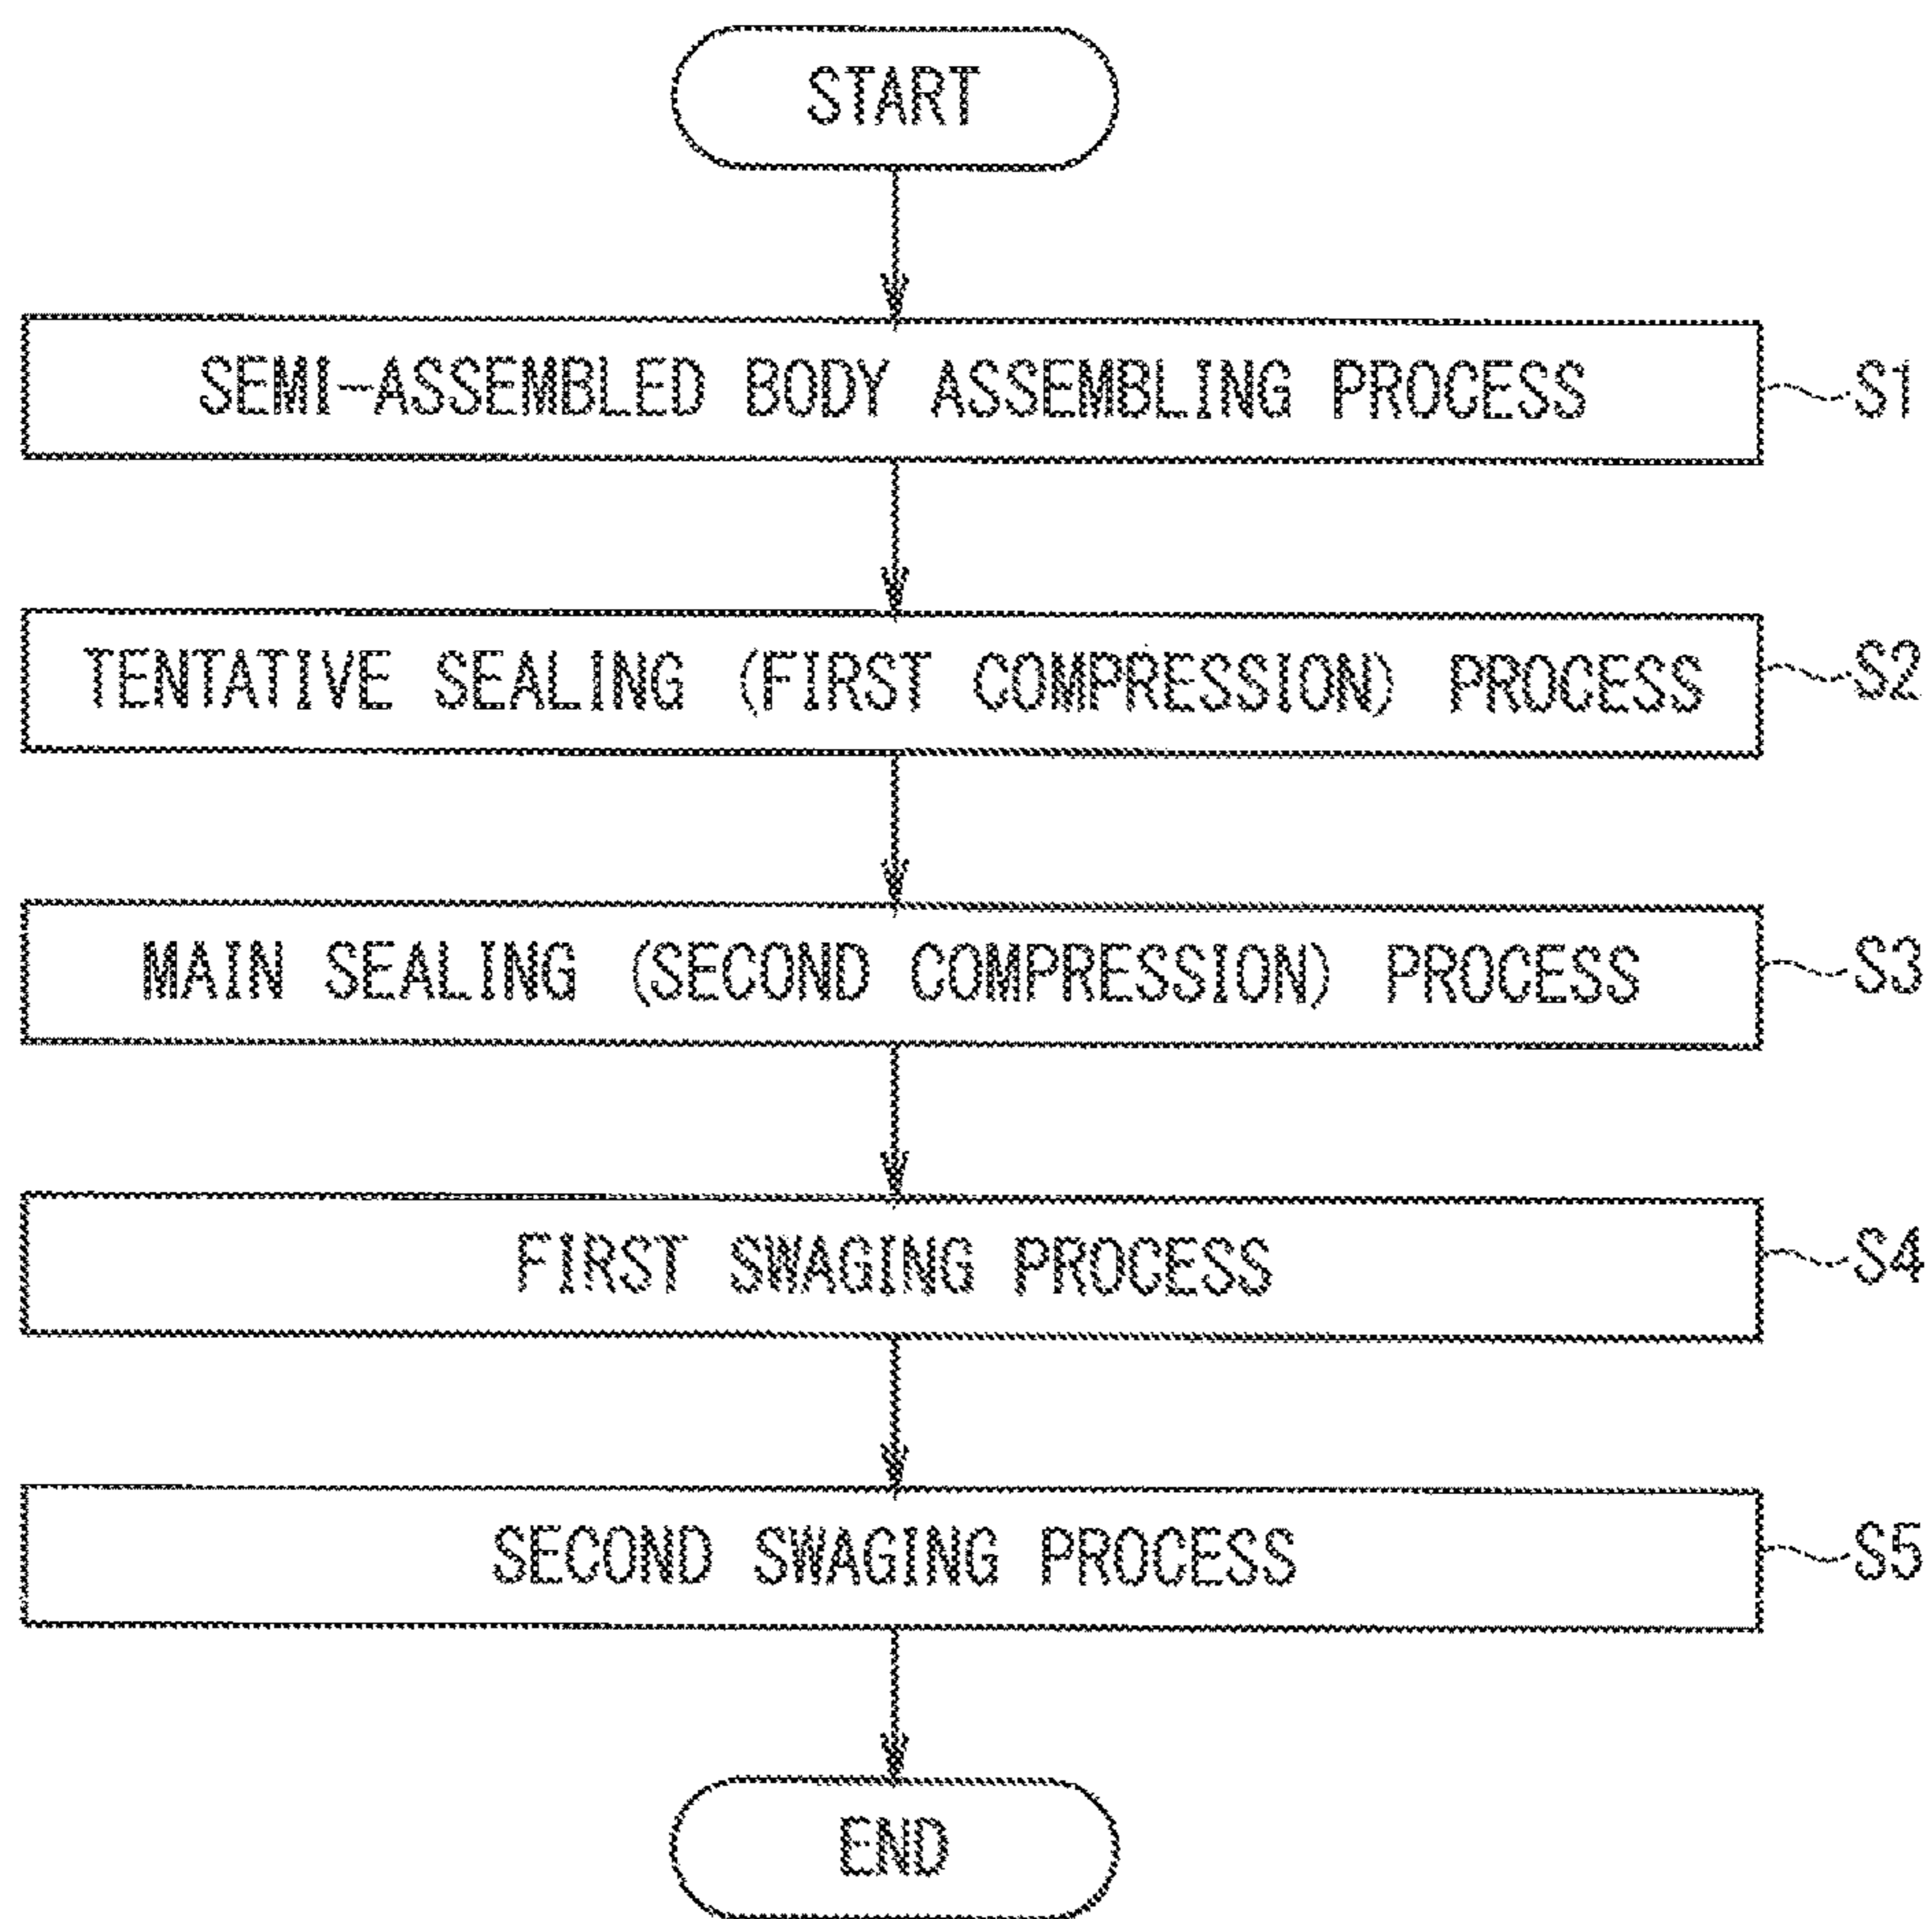 START
SEMI-ASSEMBLED BODY ASSEMBLING PROCESS
S1
TENTATIVE SEALING (FIRST COMPRESSION) PROCESS
S2
MAIN SEALING (SECOND COMPRESSION) PROCESS
S3
FIRST SWAGING PROCESS
S4
SECOND SWAGING PROCESS
S5
END